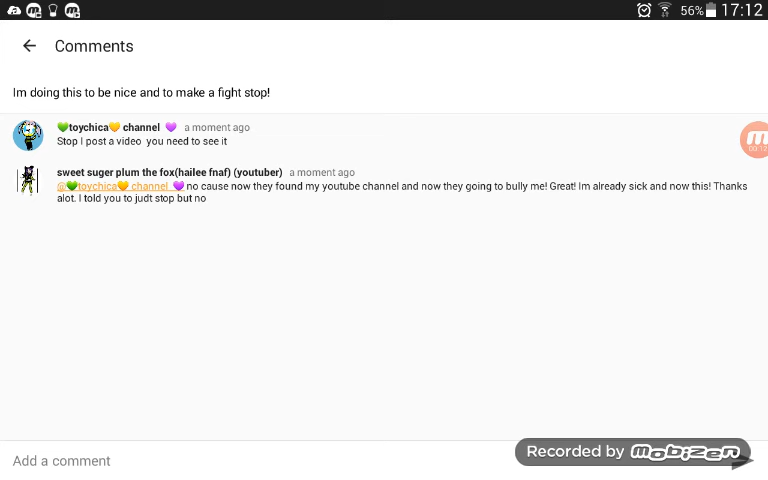 56% 17:12
Comments
Im doing this to be nice and to make a fight stop!
💚toychica💛 channel 💜 a moment ago
Stop I post a video you need to see it
sweet suger plum the fox(hailee fnaf) (youtuber) a moment ago
@💚toychica💛 channel 💜 no cause now they found my youtube channel and now they going to bully me! Great! Im already sick and now this! Thanks
alot. I told you to judt stop but no
00:12
Add a comment
Recorded by mobizen